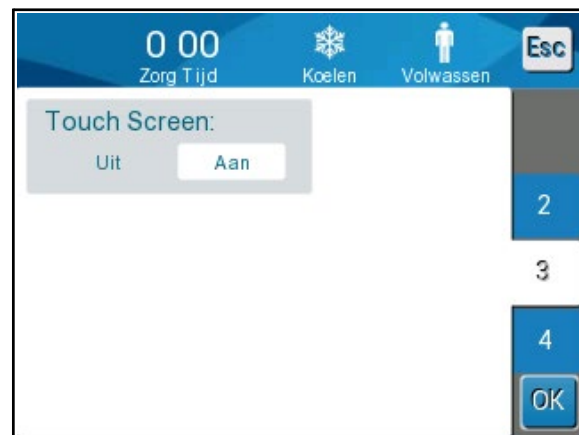 0 00
Zorg Tijd
Koelen
Volwassen
Esc
Touch Screen:
Uit Aan
2
3
4
OK